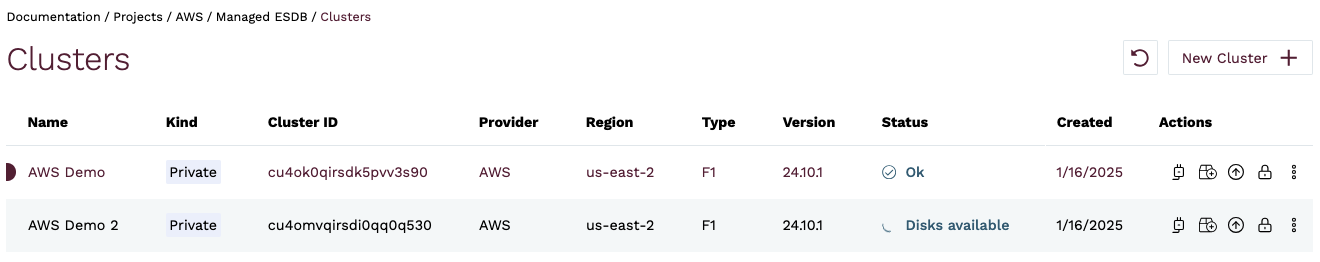 Documentation / Projects / AWS / Managed ESDB / Clusters
Clusters
New Cluster
Name Kind Cluster ID Provider Region Type Version Status Created Actions
AWS Demo Private cu4ok0qirsdk5pvv3s90 AWS us-east-2 F1 24.10.1 Ok 1/16/2025
AWS Demo 2 Private cu4omvqirsdi0qq0q530 AWS us-east-2 F1 24.10.1 Disks available 1/16/2025